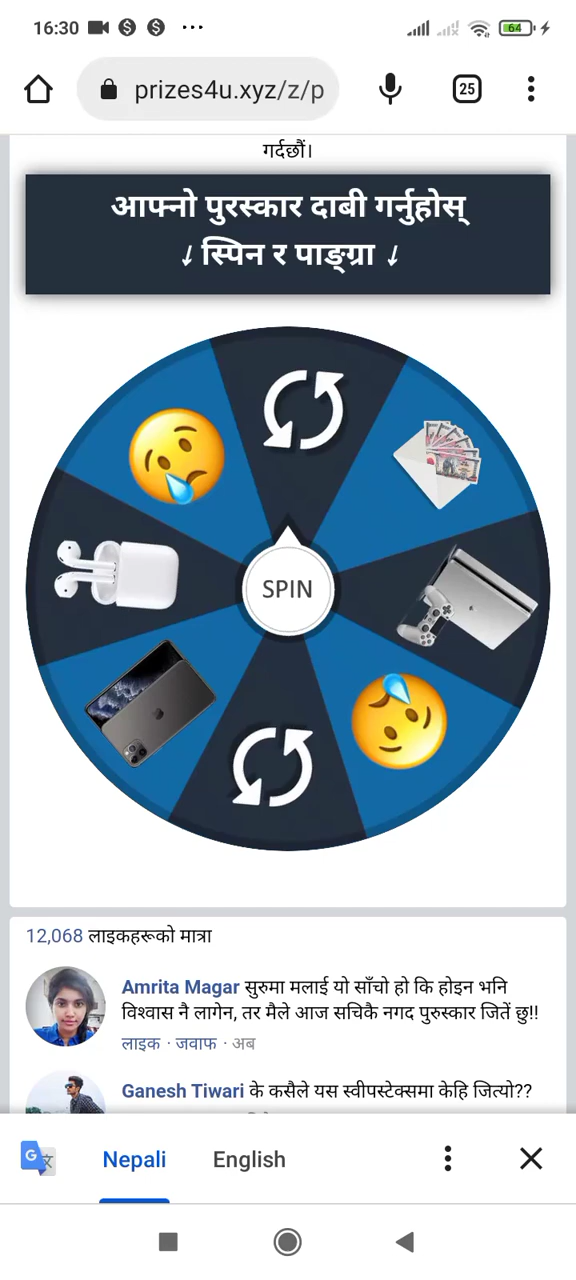 16:30
64
prizes4u.xyz/z/p
25
गर्दछौं।
आफ्नो पुरस्कार दाबी गर्नुहोस्
↓ स्पिन र पाङ्ग्रा ↓
SPIN
12,068 लाइकहरूको मात्रा
Amrita Magar सुरुमा मलाई यो साँचो हो कि होइन भनि
विश्वास नै लागेन, तर मैले आज सचिकै नगद पुरुस्कार जितें छु!!
लाइक · जवाफ · अब
Ganesh Tiwari के कसैले यस स्वीपस्टेक्समा केहि जित्यो??
Nepali English